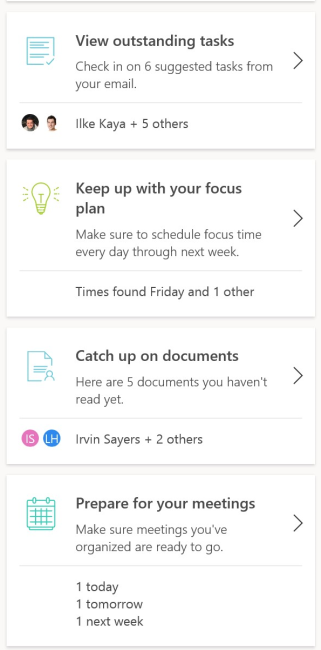 View outstanding tasks
Check in on 6 suggested tasks from
your email.
Ilke Kaya + 5 others
Keep up with your focus
plan
Make sure to schedule focus time
every day through next week.
Times found Friday and 1 other
Catch up on documents
Here are 5 documents you haven't
read yet.
IS LH Irvin Sayers + 2 others
Prepare for your meetings
Make sure meetings you've
organized are ready to go.
1 today
1 tomorrow
1 next week